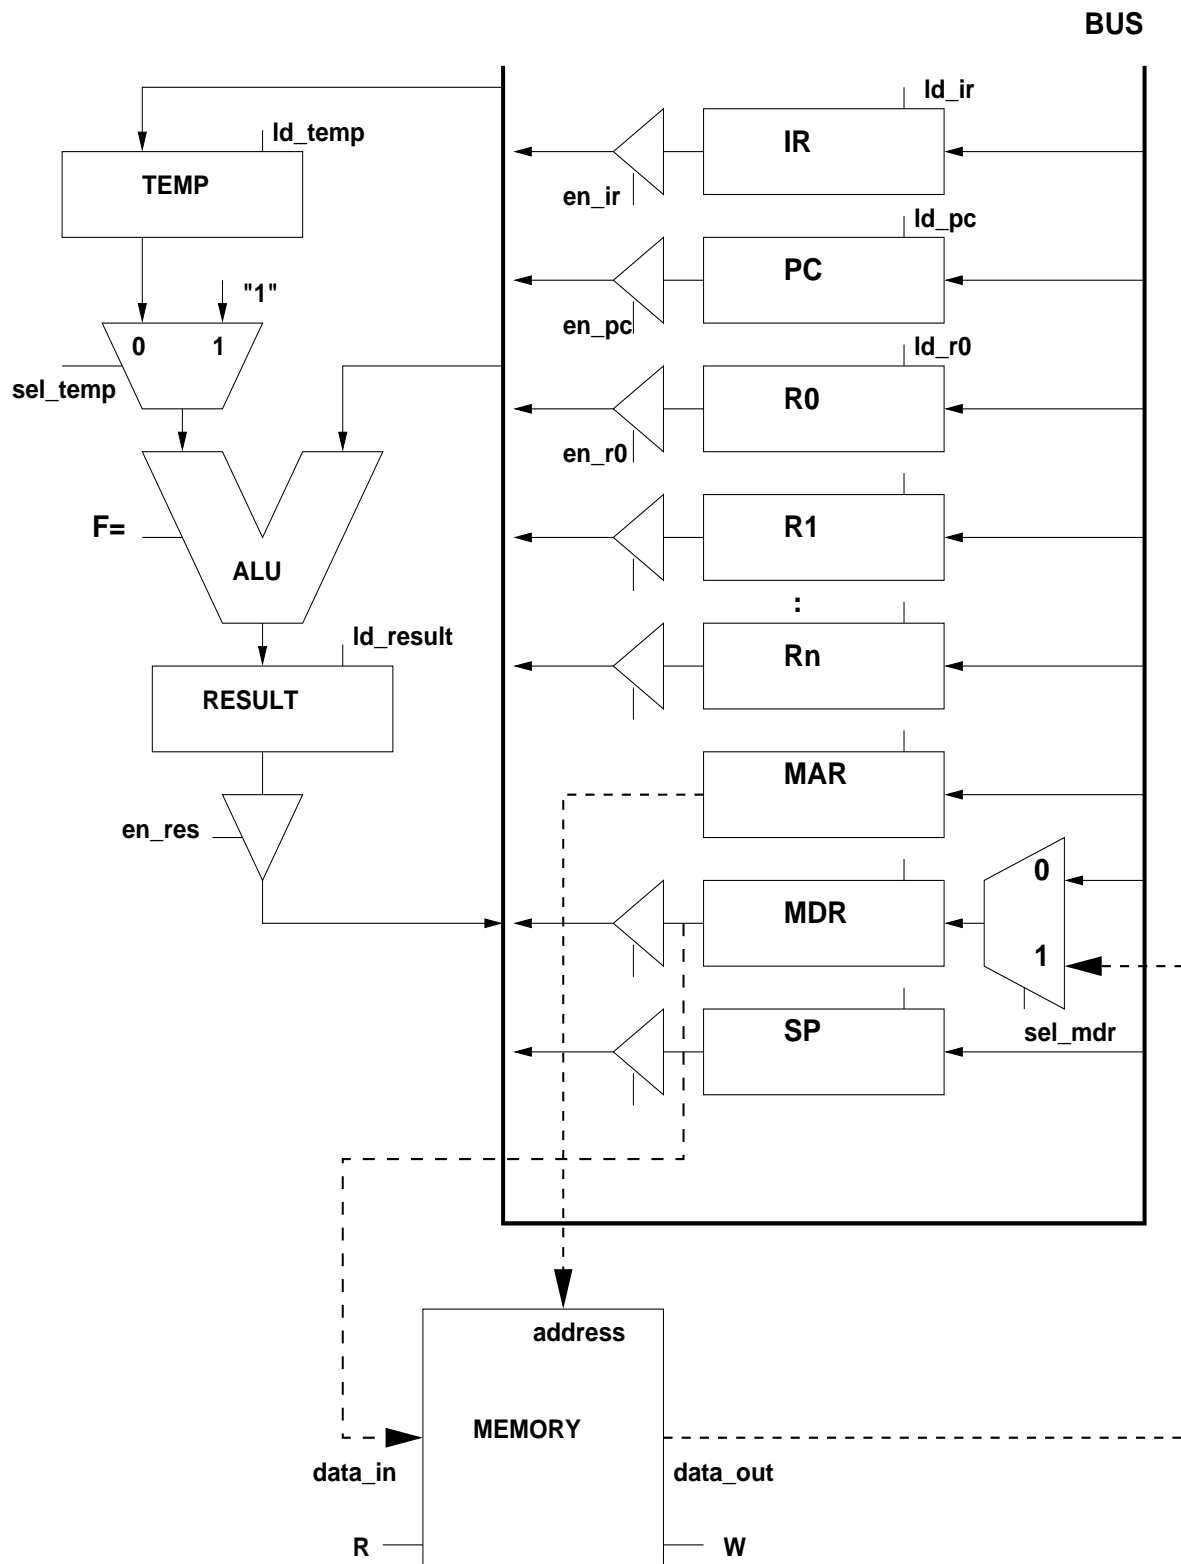 BUS
ld_ir
IR
en_ir
ld_temp
TEMP
ld_pc
PC
en_pc
"1"
0 1
sel_temp
ld_r0
R0
en_r0
F=
ALU
R1
:
ld_result
RESULT
Rn
MAR
en_res
0
MDR
1
sel_mdr
SP
address
MEMORY
data_in
data_out
R
W